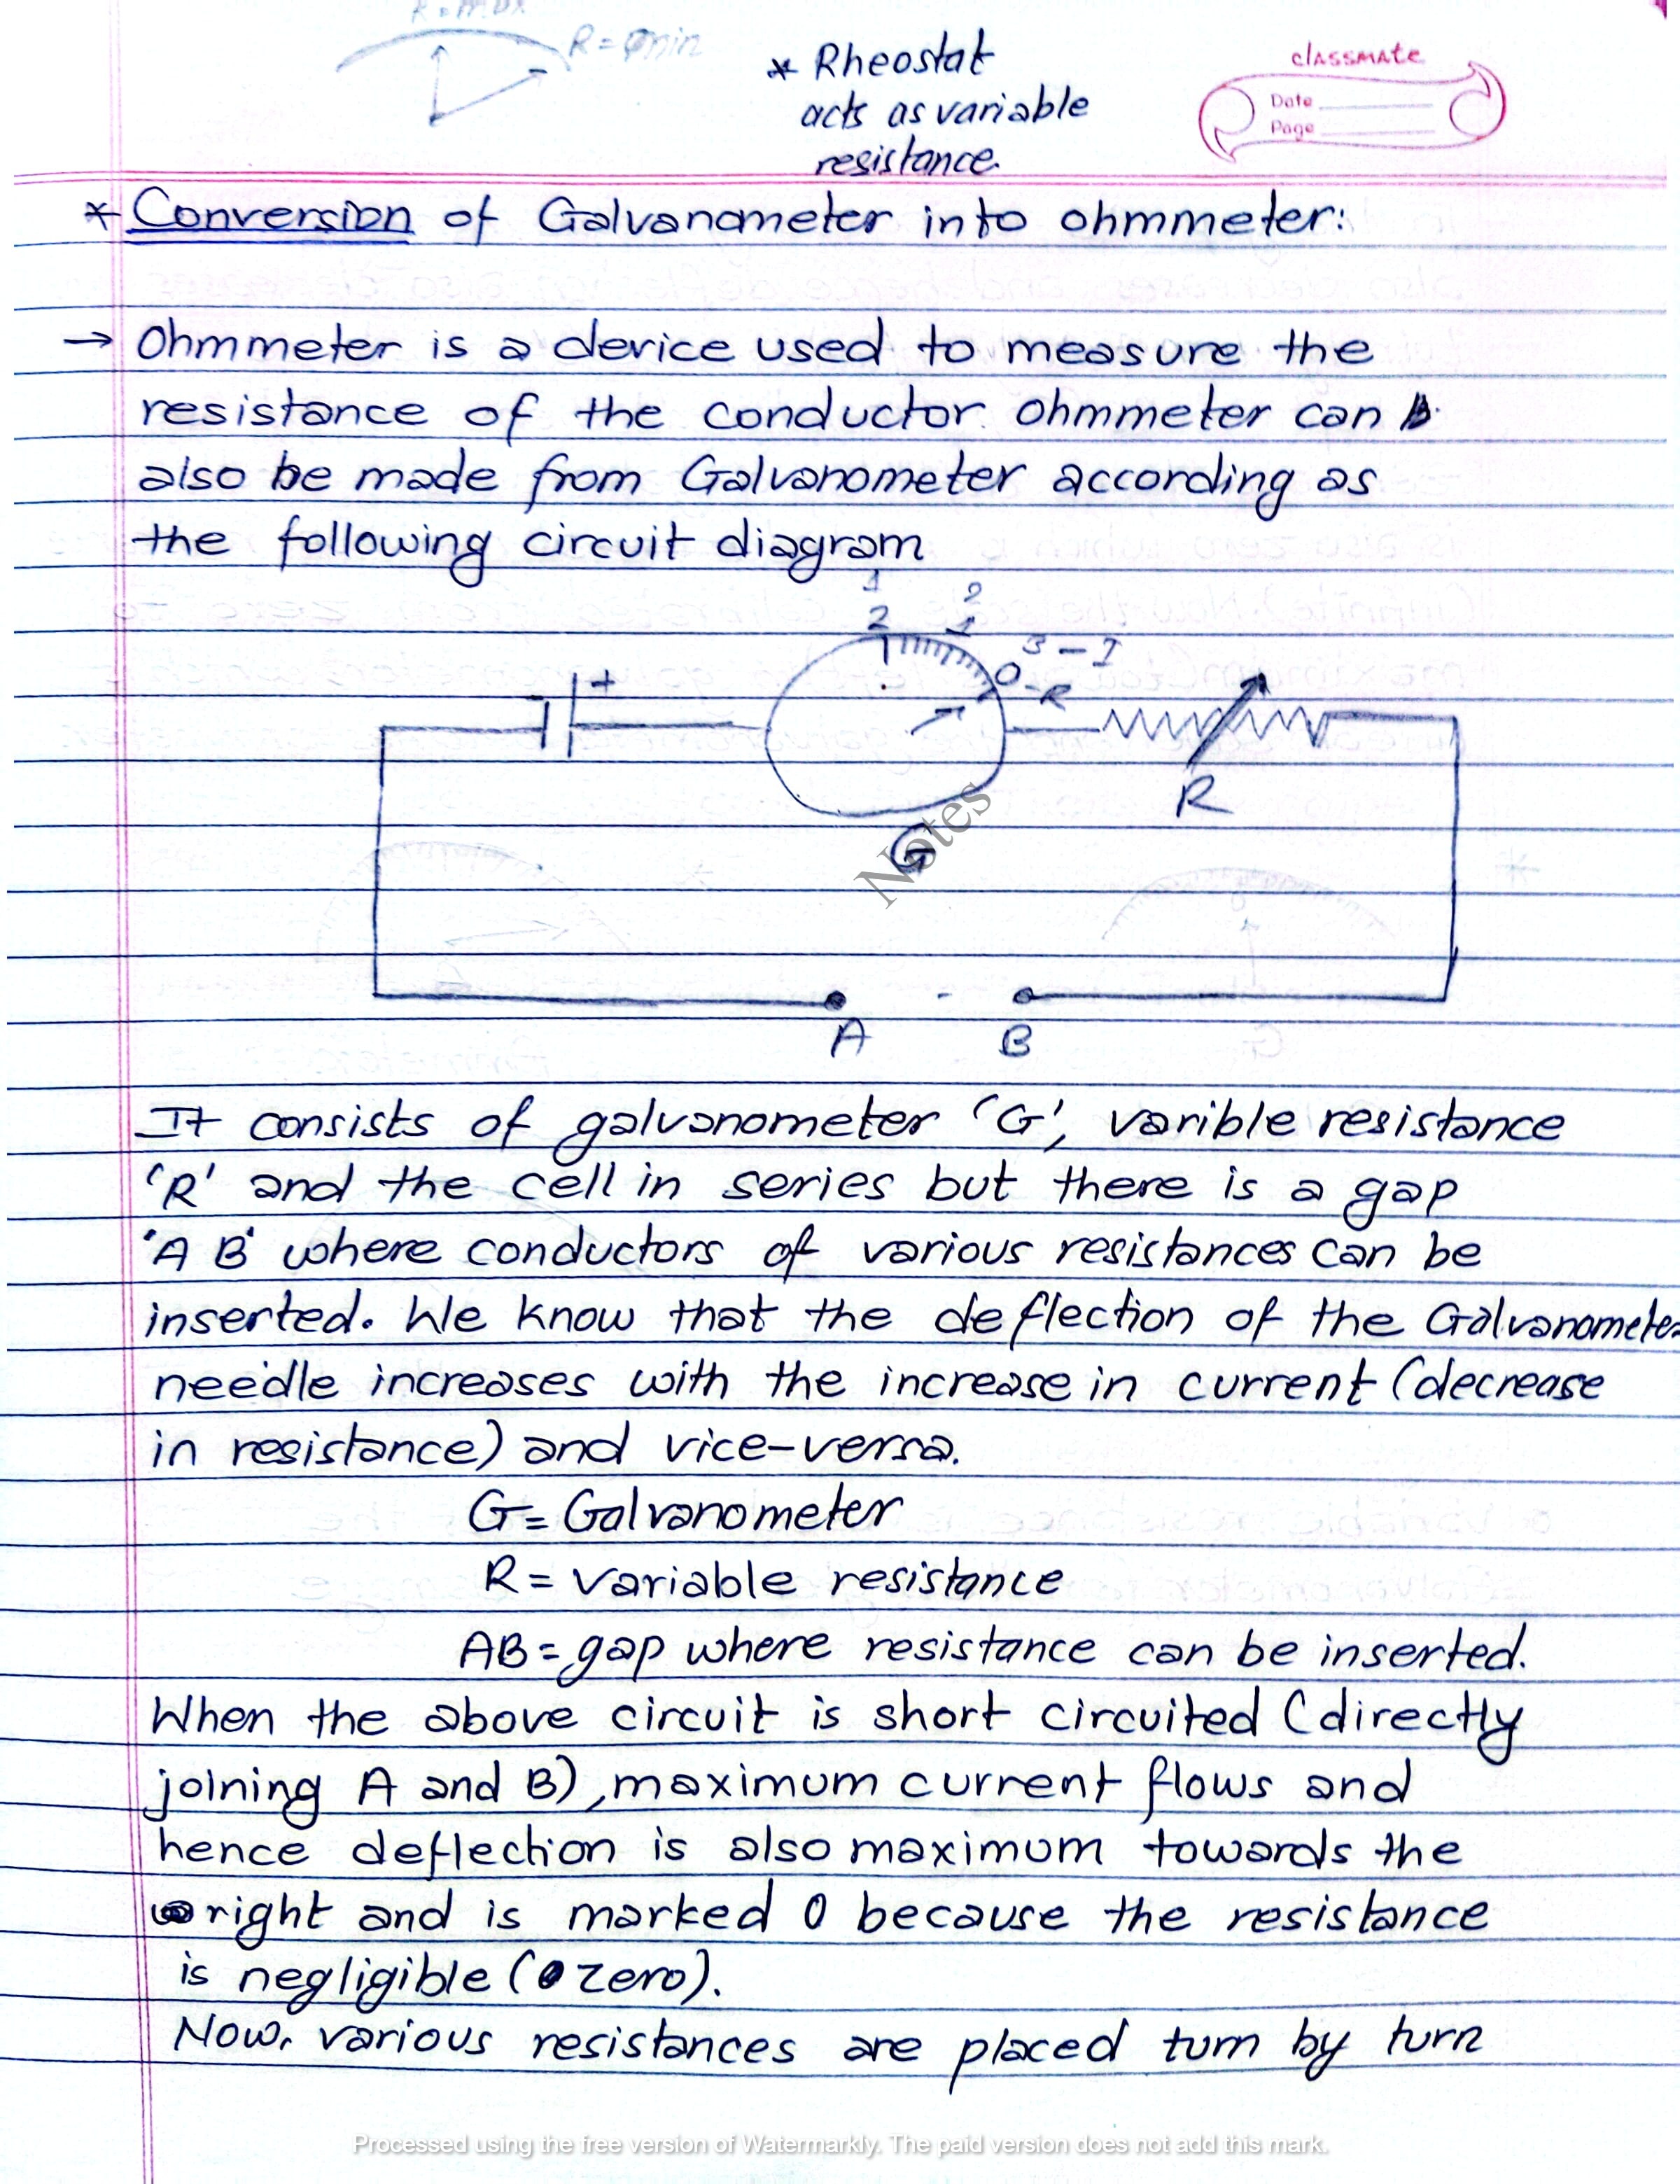 R = max
R = min
* Rheostat
acts as variable
resistance.
classmate
Date
Page
* Conversion of Galvanometer into ohmmeter:
→ Ohmmeter is a device used to measure the
resistance of the conductor. Ohmmeter can
also be made from Galvanometer according as
the following circuit diagram
1 2
2 1 3 - I
0 - R
- +
R
G
Notes
A B
It consists of galvanometer 'G', varible resistance
'R' and the cell in series but there is a gap
'AB' where conductors of various resistances can be
inserted. We know that the deflection of the Galvanometer
needle increases with the increase in current (decrease
in resistance) and vice-versa.
G = Galvanometer
R = variable resistance
AB = gap where resistance can be inserted.
When the above circuit is short circuited (directly
joining A and B), maximum current flows and
hence deflection is also maximum towards the
right and is marked 0 because the resistance
is negligible (zero).
Now, various resistances are placed turn by turn
Processed using the free version of Watermarkly. The paid version does not add this mark.